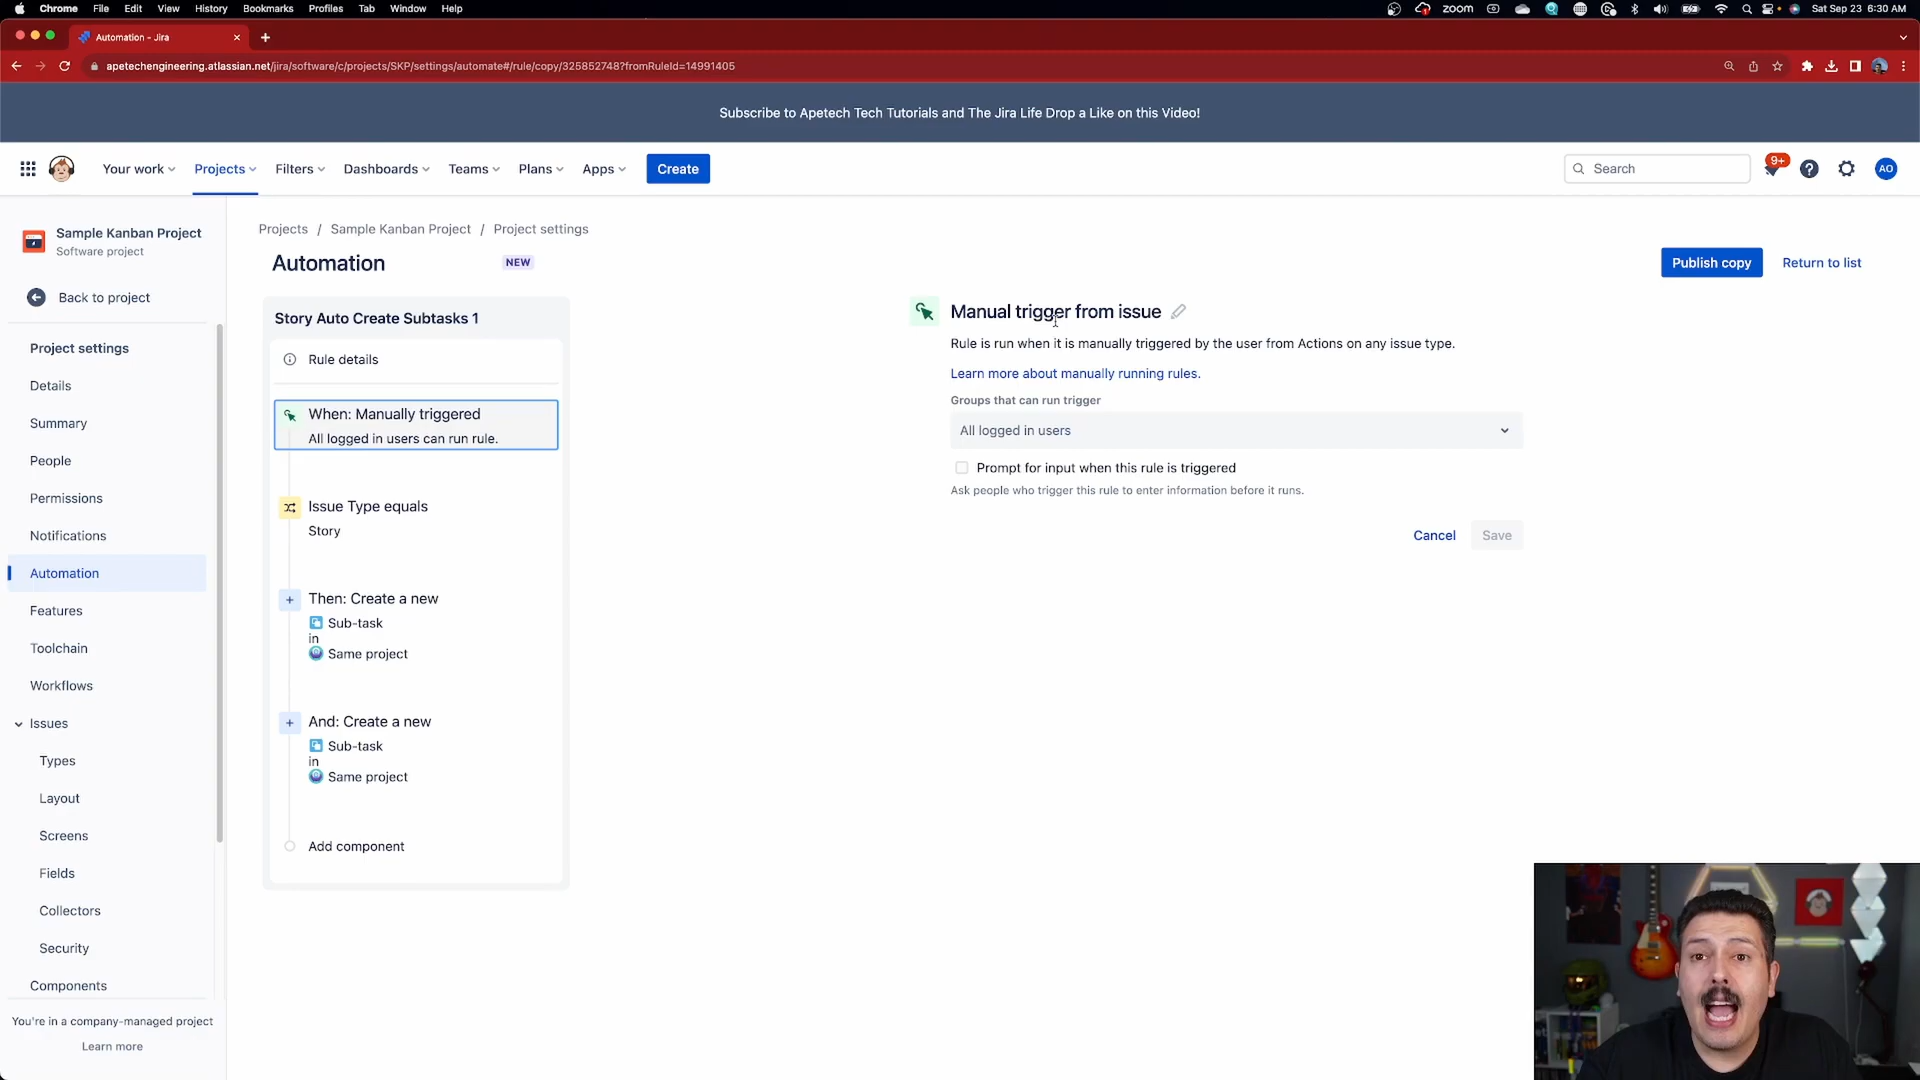 Chrome File Edit View History Bookmarks Profiles Tab Window Help
zoom
Sat Sep 23 6:30 AM
Automation - Jira
apetechengineering.atlassian.net/jira/software/c/projects/SKP/settings/automate#/rule/copy/325852748?fromRuleId=14991405
Subscribe to Apetech Tech Tutorials and The Jira Life Drop a Like on this Video!
Your work Projects Filters Dashboards Teams Plans Apps Create
Search
9+
AO
Sample Kanban Project
Software project
Back to project
Project settings
Details
Summary
People
Permissions
Notifications
Automation
Features
Toolchain
Workflows
Issues
Types
Layout
Screens
Fields
Collectors
Security
Components
You're in a company-managed project
Learn more
Projects / Sample Kanban Project / Project settings
Automation NEW
Publish copy Return to list
Story Auto Create Subtasks 1
Rule details
When: Manually triggered
All logged in users can run rule.
Issue Type equals
Story
Then: Create a new
Sub-task
in
Same project
And: Create a new
Sub-task
in
Same project
Add component
Manual trigger from issue
Rule is run when it is manually triggered by the user from Actions on any issue type.
Learn more about manually running rules.
Groups that can run trigger
All logged in users
Prompt for input when this rule is triggered
Ask people who trigger this rule to enter information before it runs.
Cancel Save